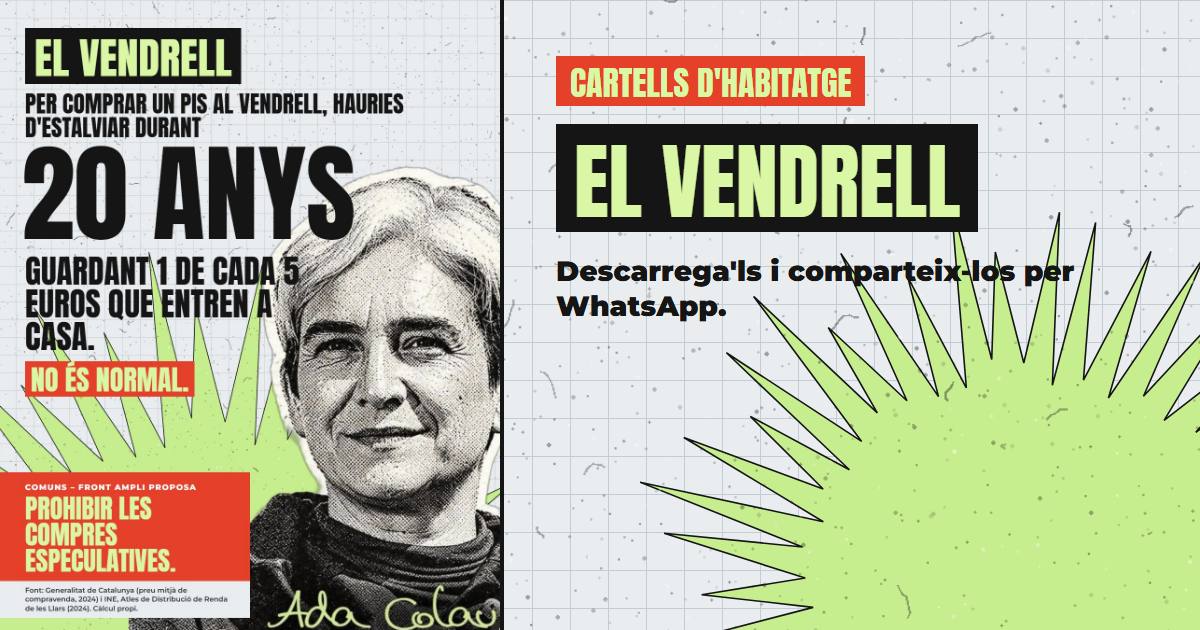 EL VENDRELL
PER COMPRAR UN PIS AL VENDRELL, HAURIES
D'ESTALVIAR DURANT
20 ANYS
GUARDANT 1 DE CADA 5
EUROS QUE ENTREN A
CASA.
NO ÉS NORMAL.
COMUNS – FRONT AMPLI PROPOSA
PROHIBIR LES
COMPRES
ESPECULATIVES.
Font: Generalitat de Catalunya (preu mitjà de
compravenda, 2024) i INE, Atles de Distribució de Renda
de les Llars (2024). Càlcul propi.
Ada Colau
CARTELLS D'HABITATGE
EL VENDRELL
Descarrega'ls i comparteix-los per
WhatsApp.